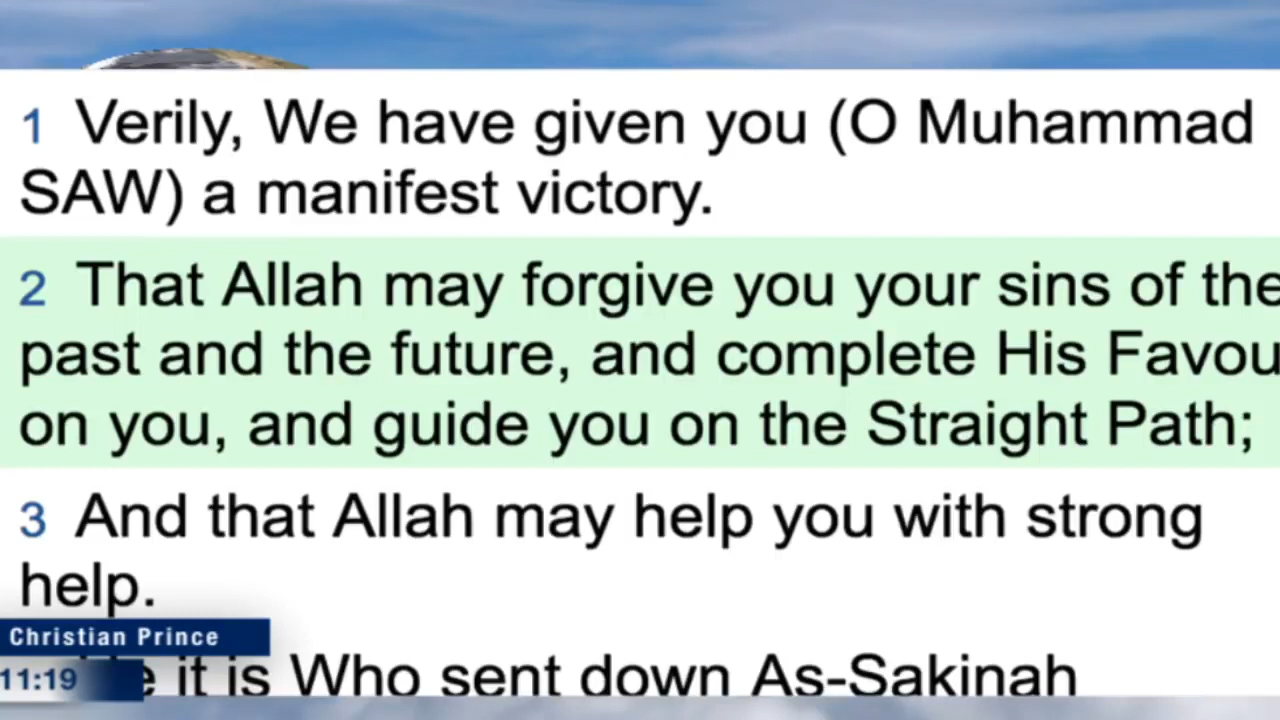 1 Verily, We have given you (O Muhammad
SAW) a manifest victory.
2 That Allah may forgive you your sins of the
past and the future, and complete His Favou
on you, and guide you on the Straight Path;
3 And that Allah may help you with strong
help.
Christian Prince
11:19
it is Who sent down As-Sakinah